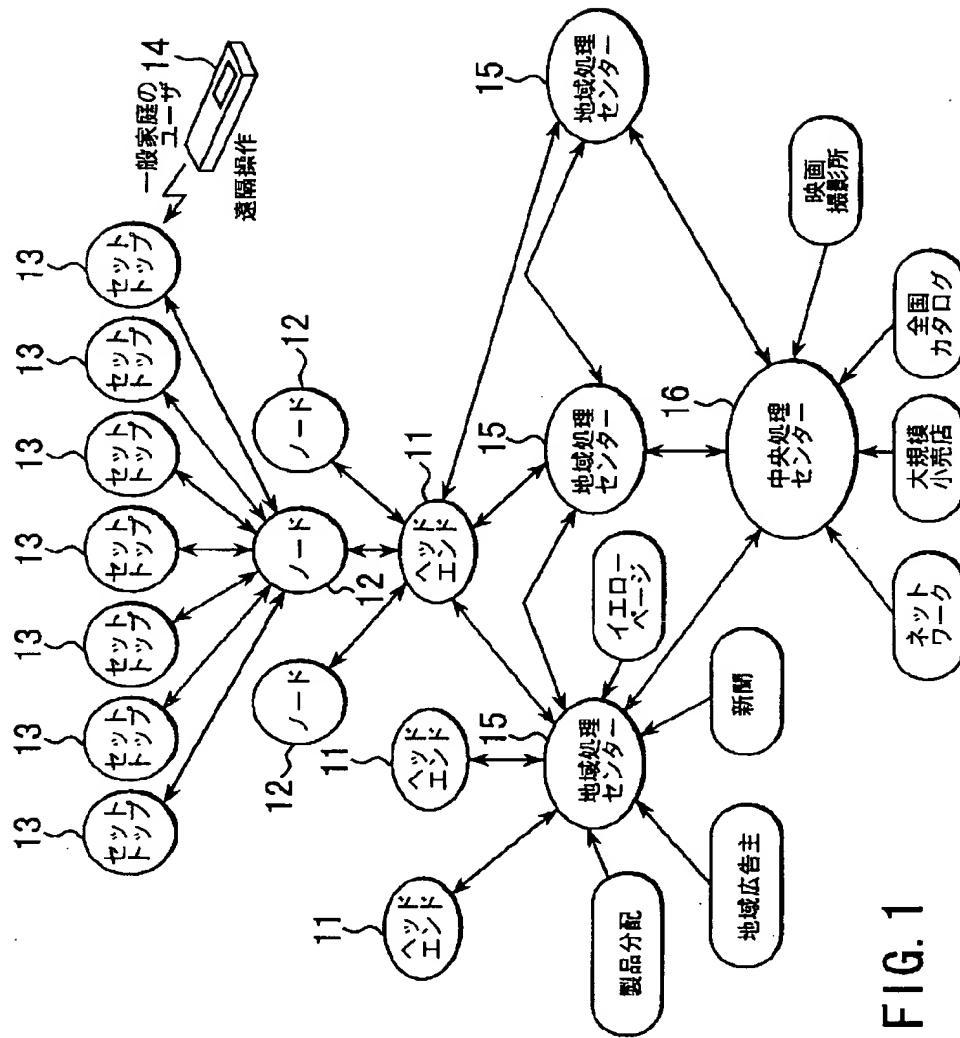 13
セット
トップ
13
セット
トップ
13
セット
トップ
13
セット
トップ
13
セット
トップ
13
セット
トップ
13
セット
トップ
一般家庭の
ユーザ
14
遠隔操作
12
ノード
12
ノード
12
ノード
11
ヘッド
エンド
11
ヘッド
エンド
11
ヘッド
エンド
15
地域処理
センター
15
地域処理
センター
15
地域処理
センター
イエロー
ページ
新聞
地域広告主
製品分配
16
中央処理
センター
ネット
ワーク
大規模
小売店
全国
カタログ
映画
撮影所
FIG. 1